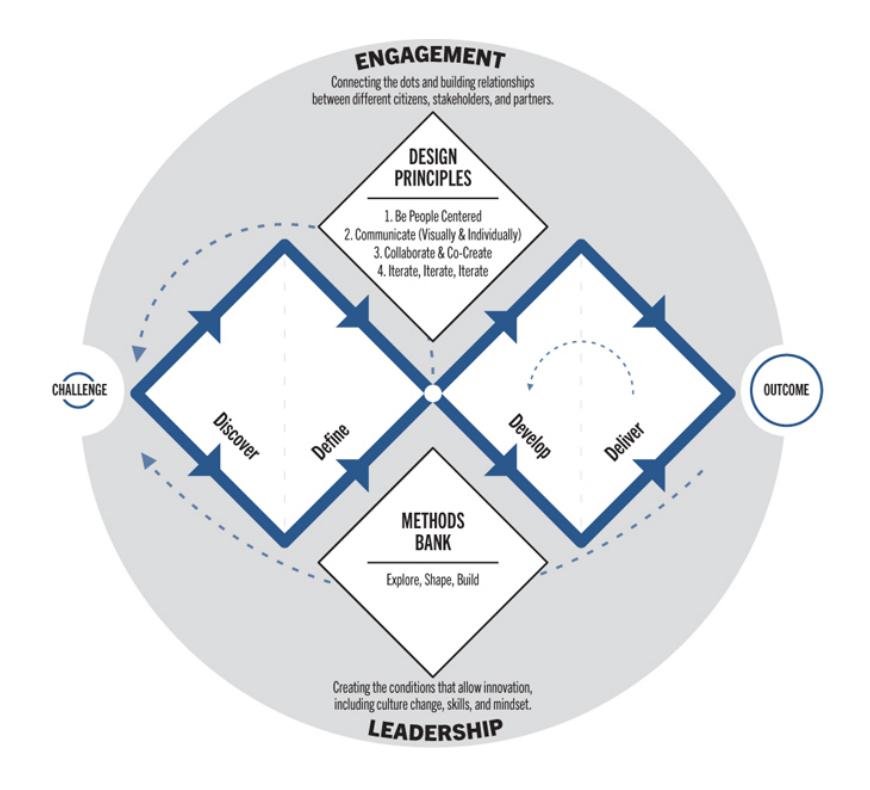 ENGAGEMENT
Connecting the dots and building relationships
between different citizens, stakeholders, and partners.
DESIGN
PRINCIPLES
1. Be People Centered
2. Communicate (Visually & Individually)
3. Collaborate & Co-Create
4. Iterate, Iterate, Iterate
CHALLENGE
Discover
Define
Develop
Deliver
OUTCOME
METHODS
BANK
Explore, Shape, Build
Creating the conditions that allow innovation,
including culture change, skills, and mindset.
LEADERSHIP